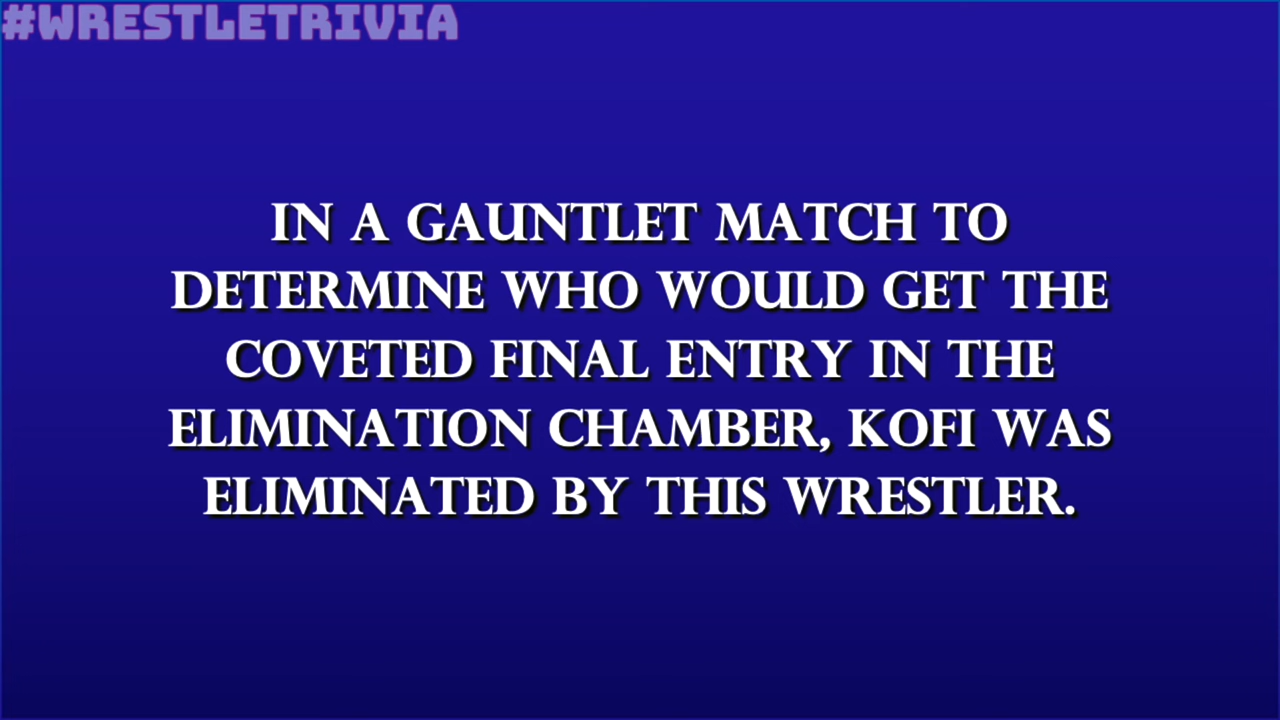 #WRESTLETRIVIA
IN A GAUNTLET MATCH TO
DETERMINE WHO WOULD GET THE
COVETED FINAL ENTRY IN THE
ELIMINATION CHAMBER, KOFI WAS
ELIMINATED BY THIS WRESTLER.